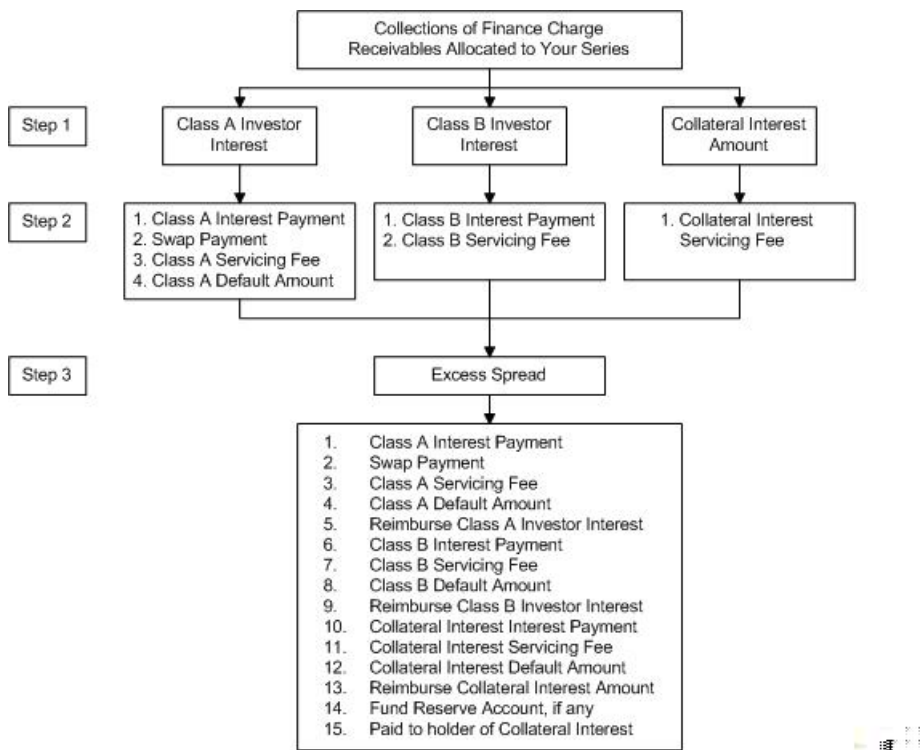 Collections of Finance Charge
Receivables Allocated to Your Series
Step 1
Class A Investor
Interest
Class B Investor
Interest
Collateral Interest
Amount
Step 2
1. Class A Interest Payment
2. Swap Payment
3. Class A Servicing Fee
4. Class A Default Amount
1. Class B Interest Payment
2. Class B Servicing Fee
1. Collateral Interest
Servicing Fee
Step 3
Excess Spread
1. Class A Interest Payment
2. Swap Payment
3. Class A Servicing Fee
4. Class A Default Amount
5. Reimburse Class A Investor Interest
6. Class B Interest Payment
7. Class B Servicing Fee
8. Class B Default Amount
9. Reimburse Class B Investor Interest
10. Collateral Interest Interest Payment
11. Collateral Interest Servicing Fee
12. Collateral Interest Default Amount
13. Reimburse Collateral Interest Amount
14. Fund Reserve Account, if any
15. Paid to holder of Collateral Interest